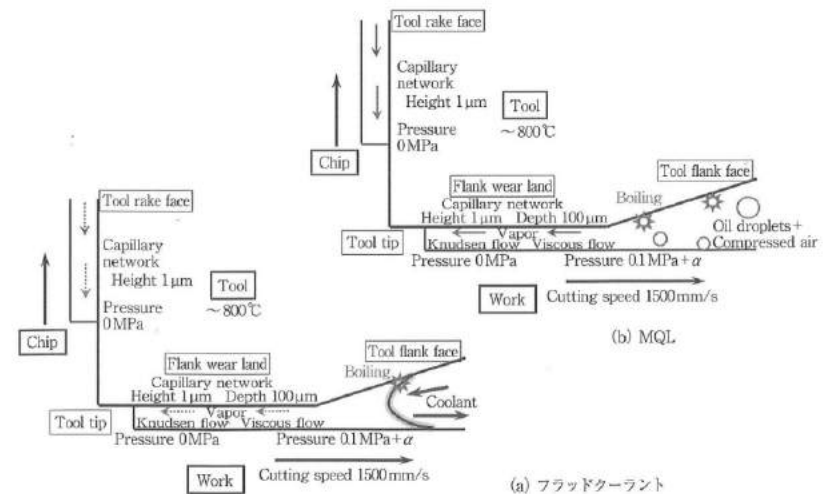 Tool rake face
Capillary
network
Height 1μm
Tool
~800℃
Pressure
0MPa
Chip
Tool flank face
Flank wear land
Boiling
Capillary network
Height 1μm Depth 100μm
Oil droplets+
Compressed air
Tool tip
Vapor
Knudsen flow Viscous flow
Pressure 0MPa Pressure 0.1MPa+α
Work
Cutting speed 1500mm/s
(b) MQL
Tool rake face
Capillary
network
Height 1μm
Tool
~800℃
Pressure
0MPa
Chip
Tool flank face
Flank wear land
Boiling
Capillary network
Height 1μm Depth 100μm
Coolant
Tool tip
Vapor
Knudsen flow Viscous flow
Pressure 0MPa Pressure 0.1MPa+α
Work
Cutting speed 1500mm/s
(a) フラッドクーラント